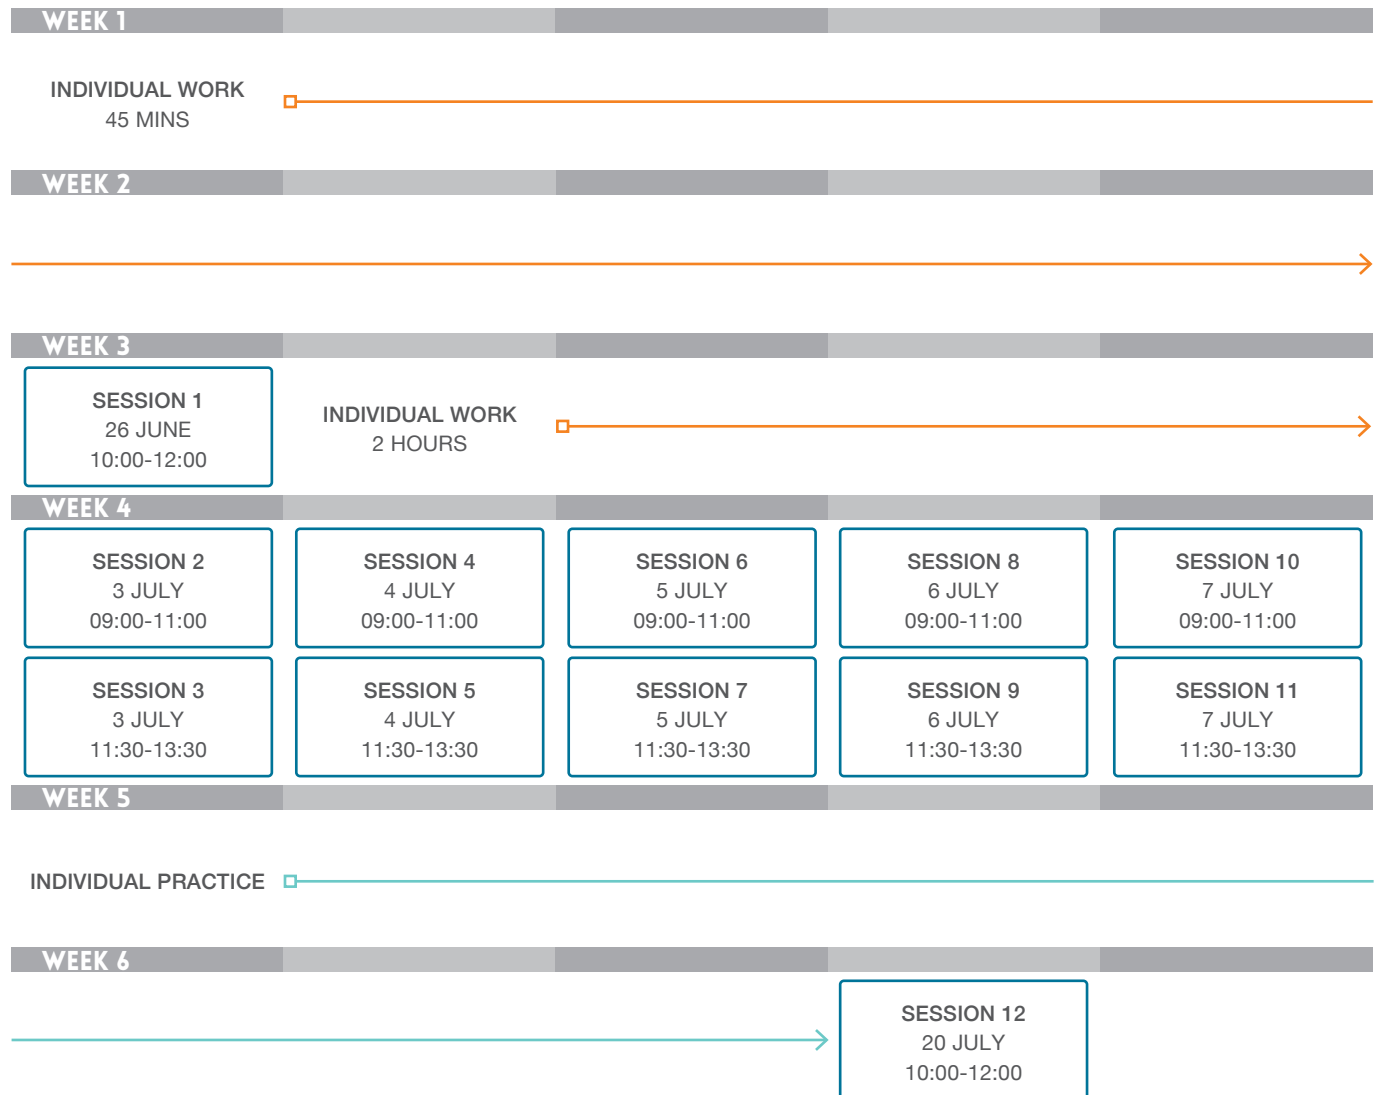 WEEK 1
INDIVIDUAL WORK
45 MINS
WEEK 2
WEEK 3
SESSION 1
26 JUNE
10:00-12:00
INDIVIDUAL WORK
2 HOURS
WEEK 4
SESSION 2
3 JULY
09:00-11:00
SESSION 4
4 JULY
09:00-11:00
SESSION 6
5 JULY
09:00-11:00
SESSION 8
6 JULY
09:00-11:00
SESSION 10
7 JULY
09:00-11:00
SESSION 3
3 JULY
11:30-13:30
SESSION 5
4 JULY
11:30-13:30
SESSION 7
5 JULY
11:30-13:30
SESSION 9
6 JULY
11:30-13:30
SESSION 11
7 JULY
11:30-13:30
WEEK 5
INDIVIDUAL PRACTICE
WEEK 6
SESSION 12
20 JULY
10:00-12:00